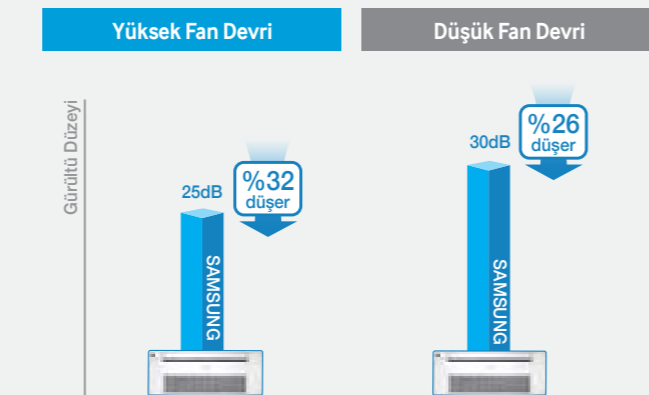 Yüksek Fan Devri
Düşük Fan Devri
Gürültü Düzeyi
25dB
%32
düşer
SAMSUNG
30dB
%26
düşer
SAMSUNG